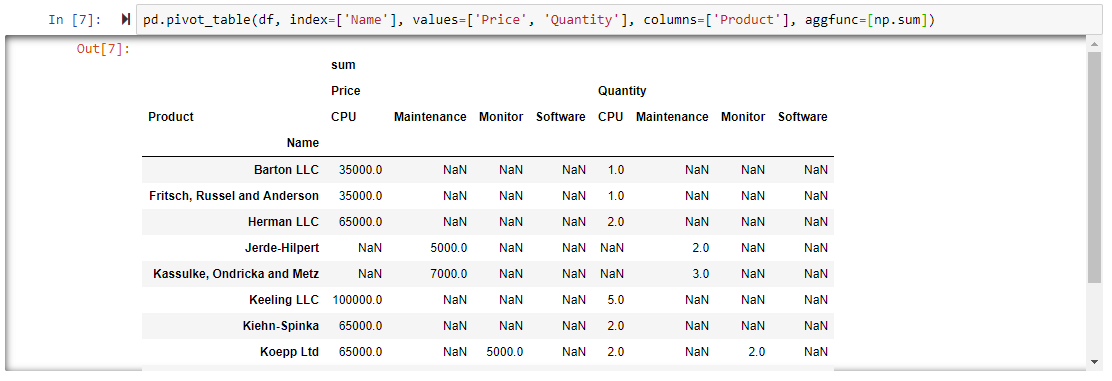 In [7]: pd.pivot_table(df, index=['Name'], values=['Price', 'Quantity'], columns=['Product'], aggfunc=[np.sum])
Out[7]:
sum
Price Quantity
Product CPU Maintenance Monitor Software CPU Maintenance Monitor Software
Name
Barton LLC 35000.0 NaN NaN NaN 1.0 NaN NaN NaN
Fritsch, Russel and Anderson 35000.0 NaN NaN NaN 1.0 NaN NaN NaN
Herman LLC 65000.0 NaN NaN NaN 2.0 NaN NaN NaN
Jerde-Hilpert NaN 5000.0 NaN NaN NaN 2.0 NaN NaN
Kassulke, Ondricka and Metz NaN 7000.0 NaN NaN NaN 3.0 NaN NaN
Keeling LLC 100000.0 NaN NaN NaN 5.0 NaN NaN NaN
Kiehn-Spinka 65000.0 NaN NaN NaN 2.0 NaN NaN NaN
Koepp Ltd 65000.0 NaN 5000.0 NaN 2.0 NaN 2.0 NaN